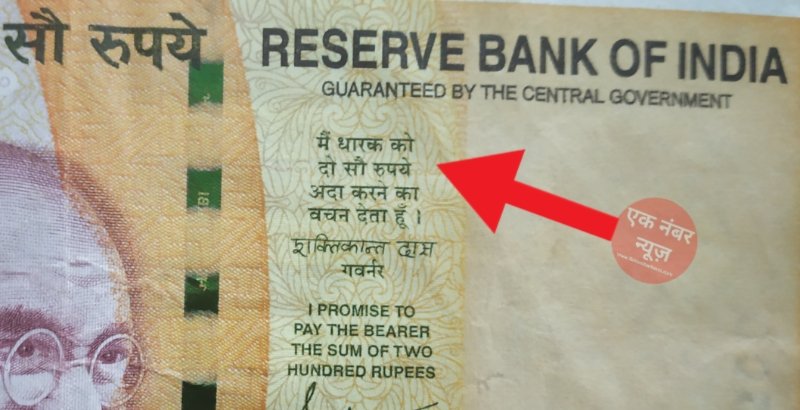 सौ रुपये
RESERVE BANK OF INDIA
GUARANTEED BY THE CENTRAL GOVERNMENT
मैं धारक को
दो सौ रुपये
अदा करने का
वचन देता हूँ ।
शक्तिकान्त दास
गवर्नर
I PROMISE TO
PAY THE BEARER
THE SUM OF TWO
HUNDRED RUPEES
एक नंबर
न्यूज़